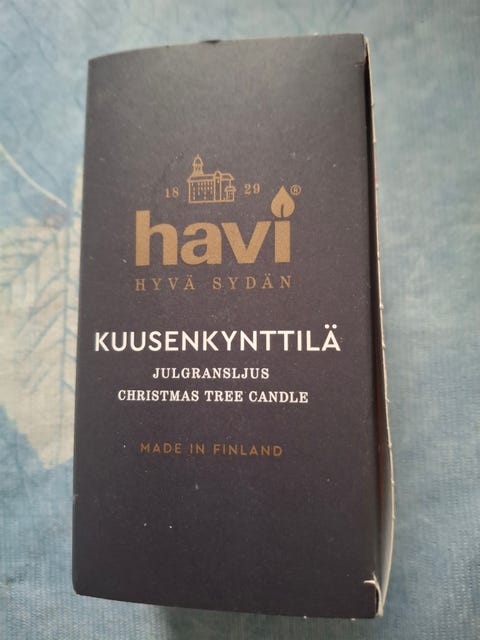 18 29
havi®
HYVÄ SYDÄN
KUUSENKYNTTILÄ
JULGRANSLJUS
CHRISTMAS TREE CANDLE
MADE IN FINLAND